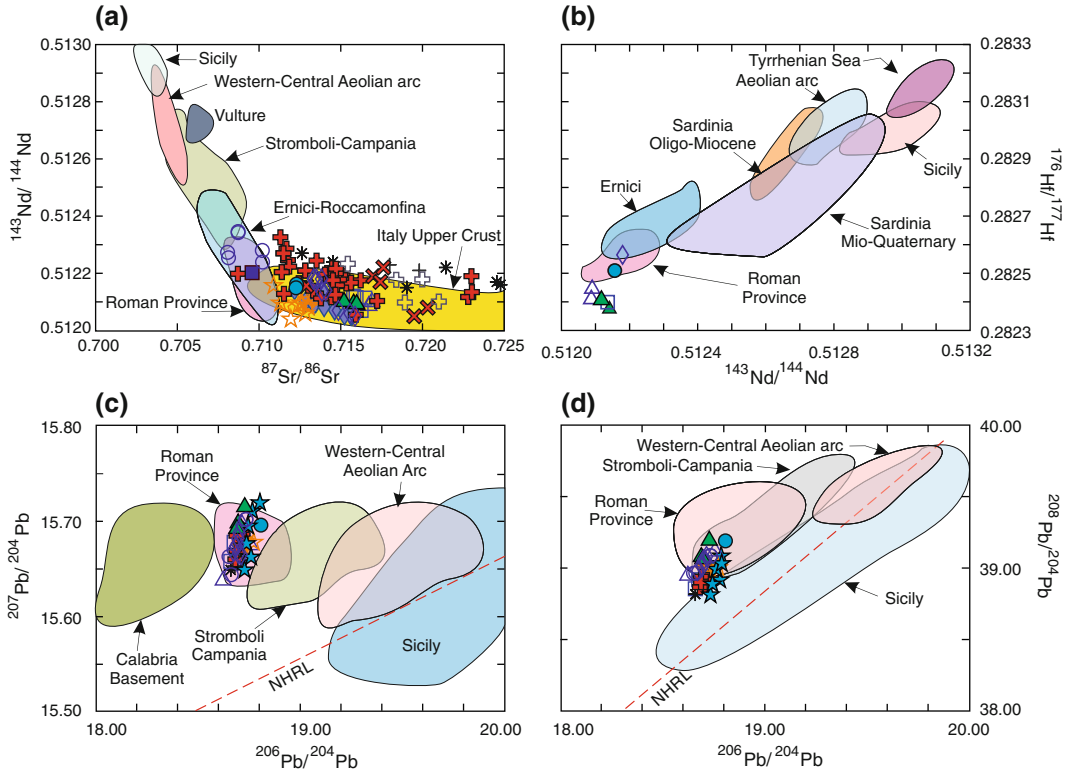 (a)
0.5130
0.5128
0.5126
0.5124
0.5122
0.5120
143Nd/144Nd
Sicily
Western-Central Aeolian arc
Vulture
Stromboli-Campania
Ernici-Roccamonfina
Italy Upper Crust
Roman Province
0.700
0.705
0.710
0.715
0.720
0.725
87Sr/86Sr
(b)
Tyrrhenian Sea
Aeolian arc
Sardinia
Oligo-Miocene
Ernici
Sicily
Sardinia
Mio-Quaternary
Roman
Province
0.2833
0.2831
0.2829
0.2827
0.2825
0.2823
176Hf/177Hf
0.5120
0.5124
0.5128
0.5132
143Nd/144Nd
(c)
15.80
15.70
15.60
15.50
207Pb/204Pb
Roman
Province
Western-Central
Aeolian Arc
Calabria
Basement
Stromboli
Campania
Sicily
NHRL
18.00
19.00
20.00
206Pb/204Pb
(d)
Western-Central Aeolian arc
Stromboli-Campania
Roman
Province
Sicily
NHRL
40.00
39.00
38.00
208Pb/204Pb
18.00
19.00
20.00
206Pb/204Pb